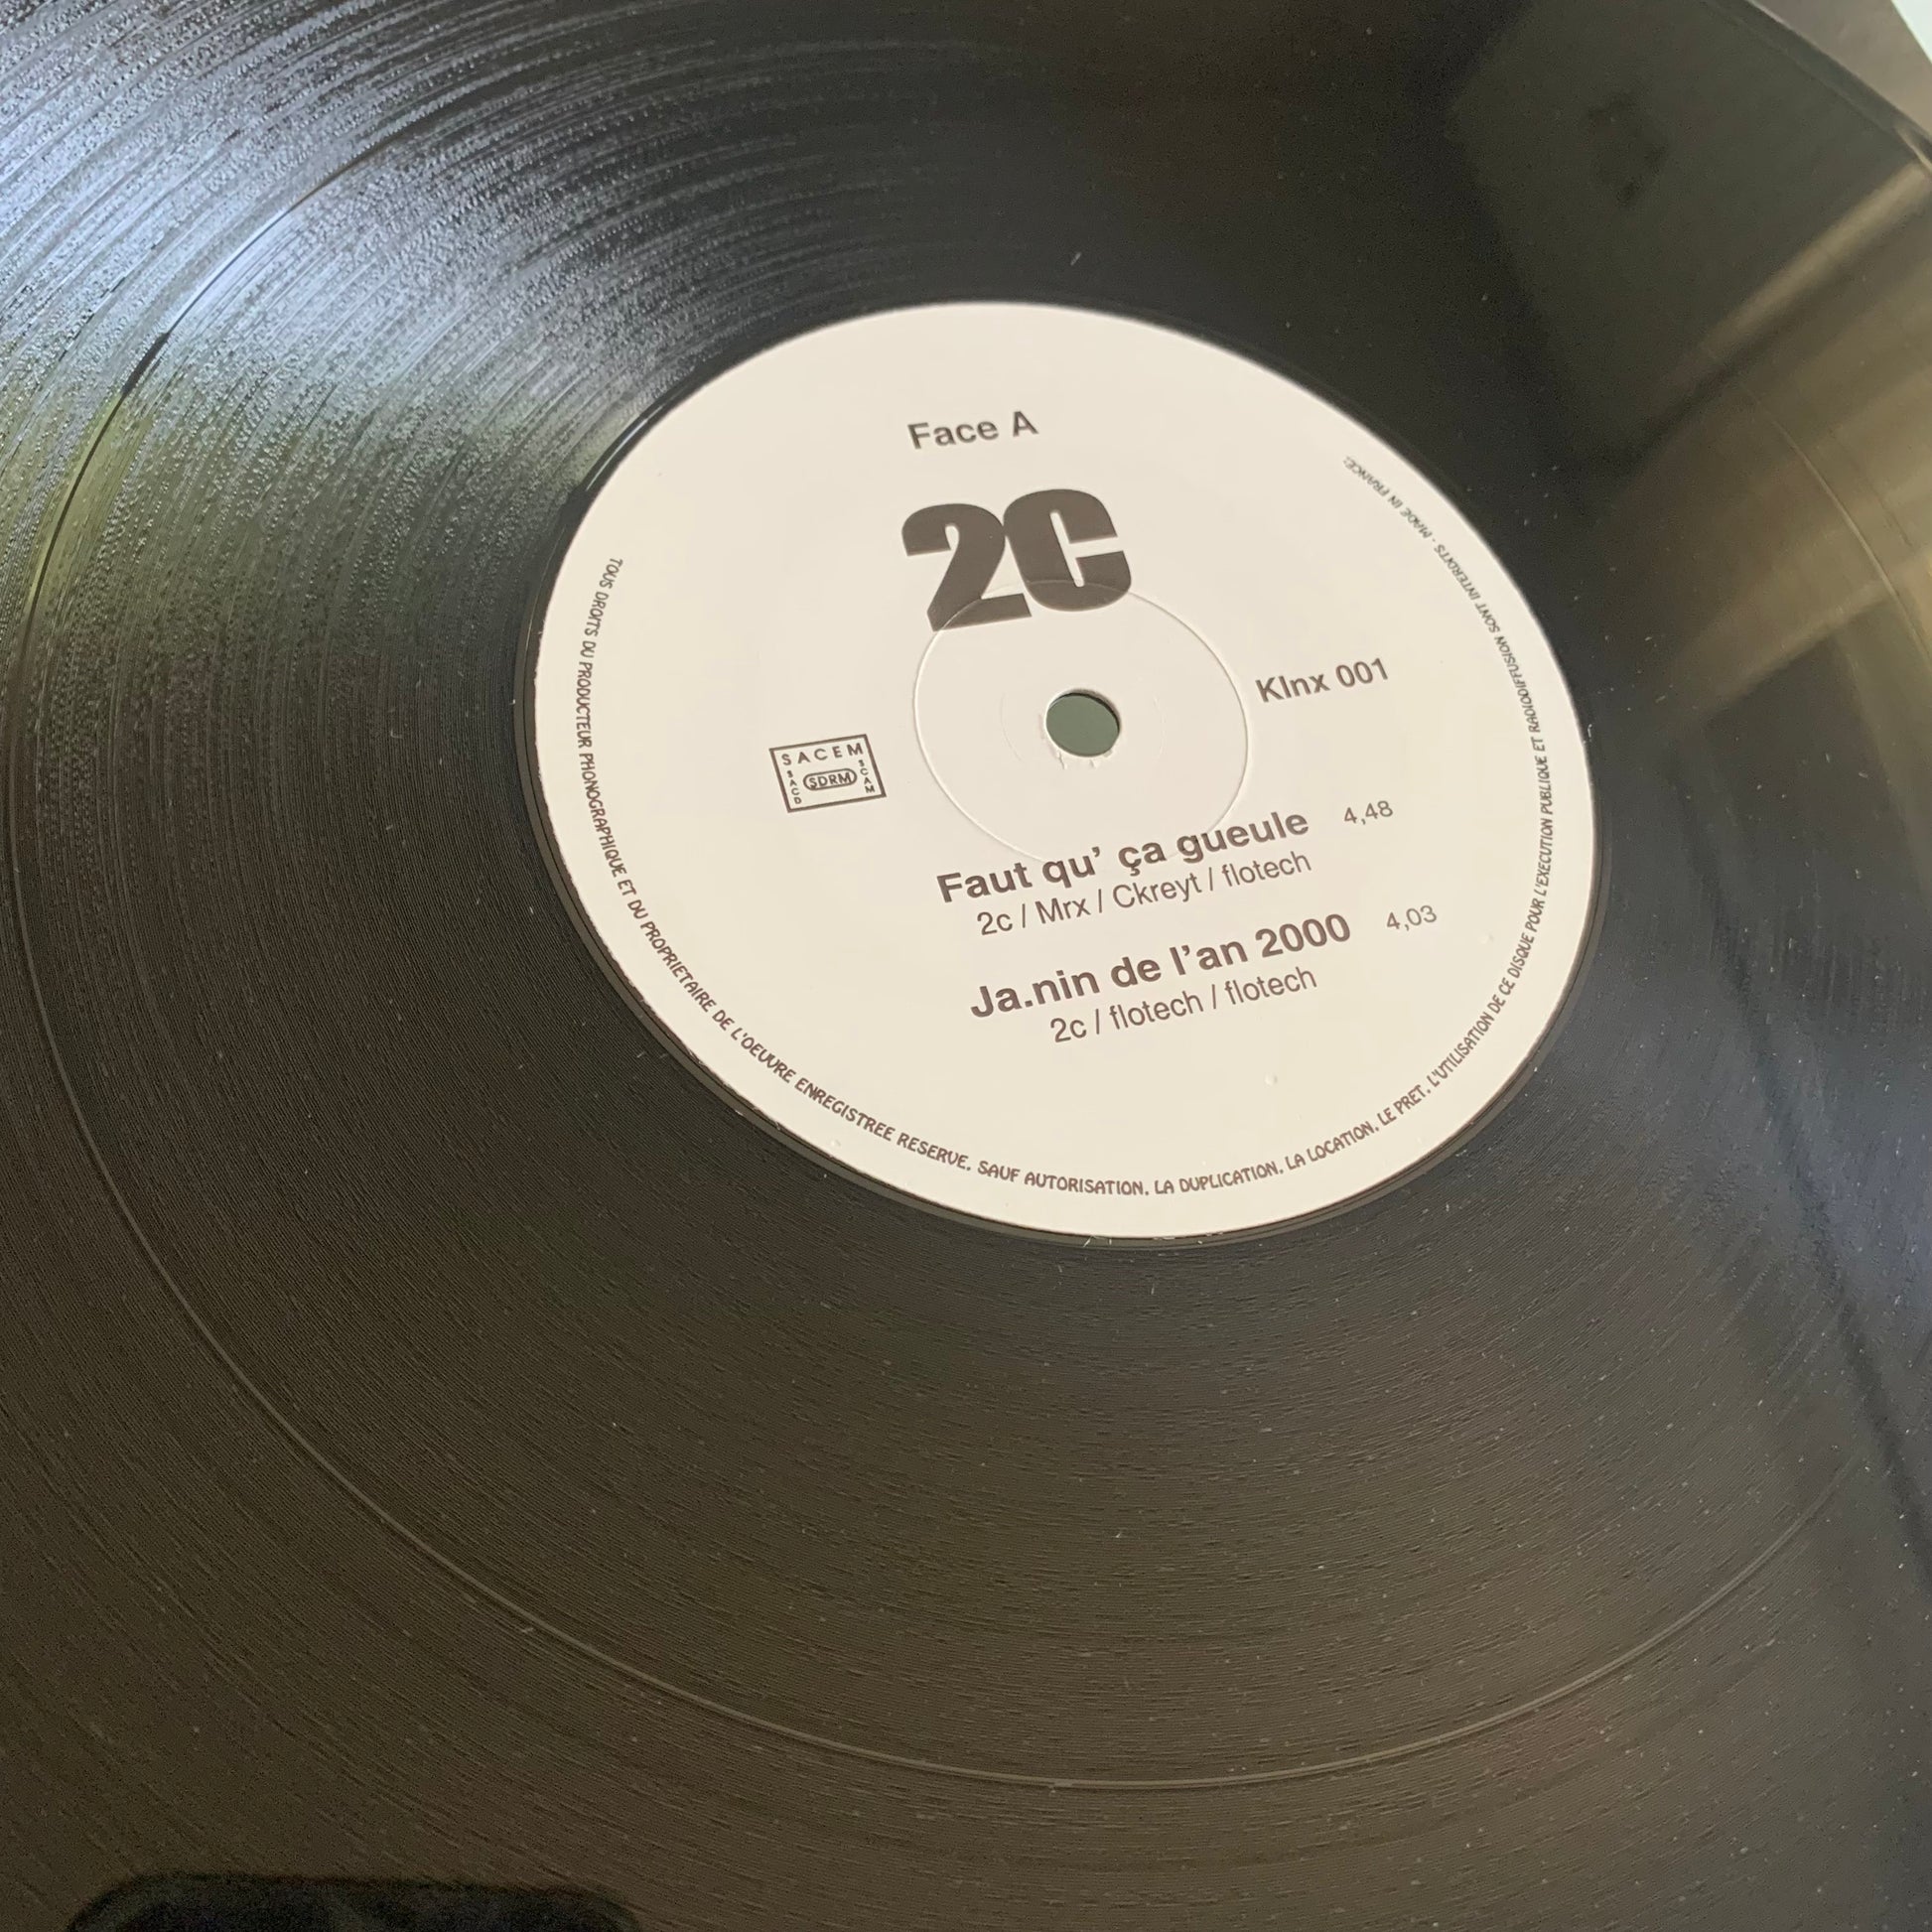 Face A
2C
Klnx 001
SACEM
SACD
SDRM
SCAM
Faut qu' ça gueule 4,48
2c / Mrx / Ckreyt / flotech
Ja.nin de l'an 2000 4,03
2c / flotech / flotech
TOUS DROITS DU PRODUCTEUR PHONOGRAPHIQUE ET DU PROPRIETAIRE DE L'OEUVRE ENREGISTREE RESERVE. SAUF AUTORISATION. LA DUPLICATION. LA LOCATION. LE PRET. L'UTILISATION DE CE DISQUE POUR L'EXECUTION PUBLIQUE ET RADIODIFFUSION SONT INTERDITS - MADE IN FRANCE.